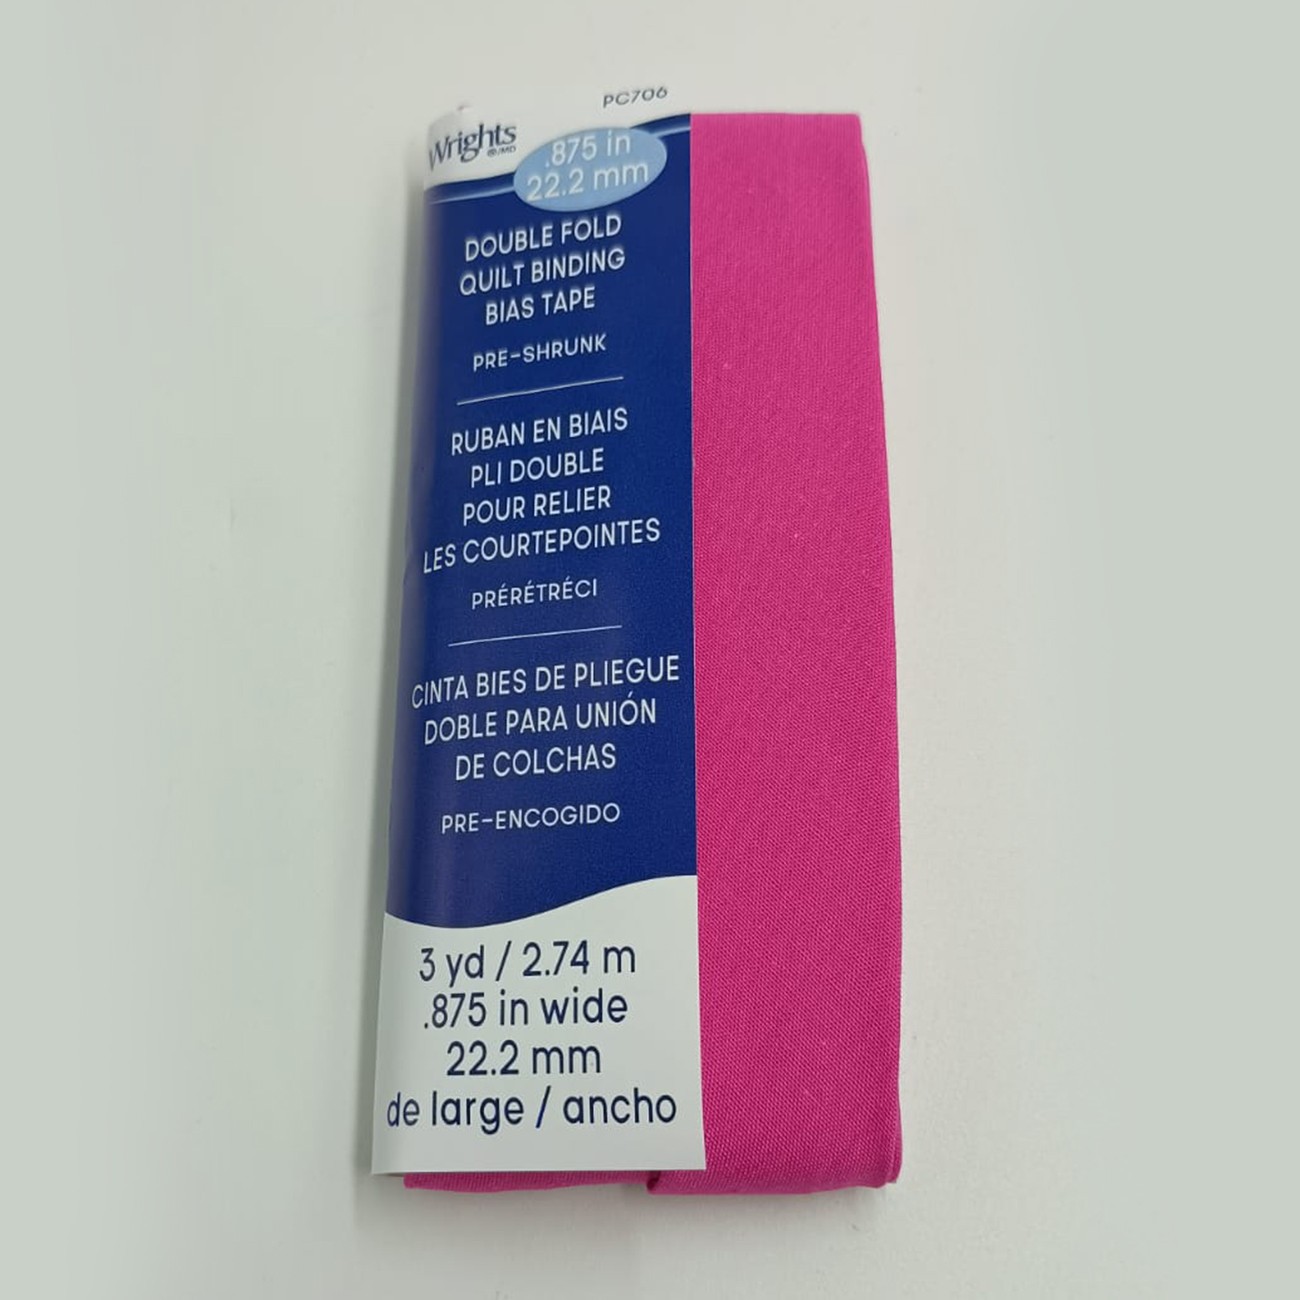 PC706
Wrights
®/MD
.875 in
22.2 mm
DOUBLE FOLD
QUILT BINDING
BIAS TAPE
PRE-SHRUNK
RUBAN EN BIAIS
PLI DOUBLE
POUR RELIER
LES COURTEPOINTES
PRÉRÉTRÉCI
CINTA BIES DE PLIEGUE
DOBLE PARA UNIÓN
DE COLCHAS
PRE-ENCOGIDO
3 yd / 2.74 m
.875 in wide
22.2 mm
de large / ancho